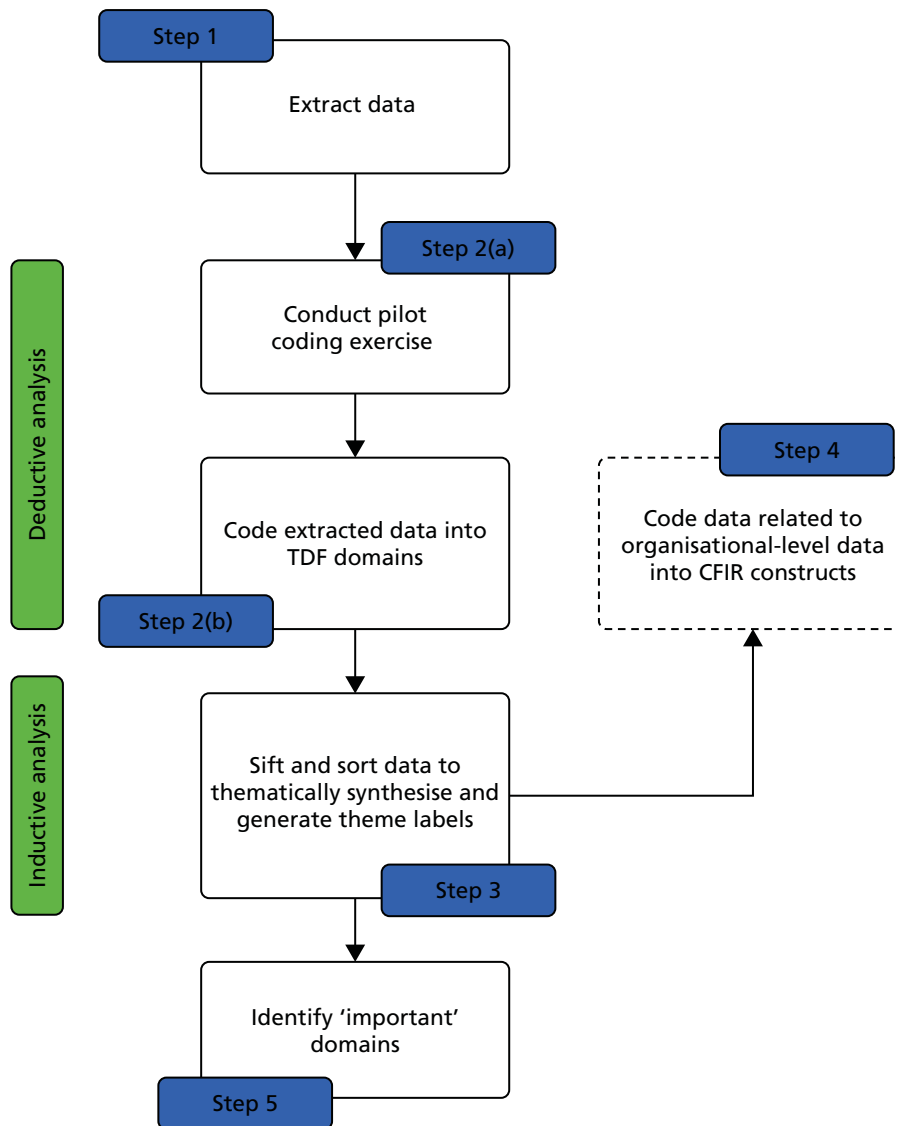 Step 1
Extract data
Step 2(a)
Conduct pilot
coding exercise
Deductive analysis
Code extracted data into
TDF domains
Step 2(b)
Step 4
Code data related to
organisational-level data
into CFIR constructs
Inductive analysis
Sift and sort data to
thematically synthesise and
generate theme labels
Step 3
Identify ‘important’
domains
Step 5